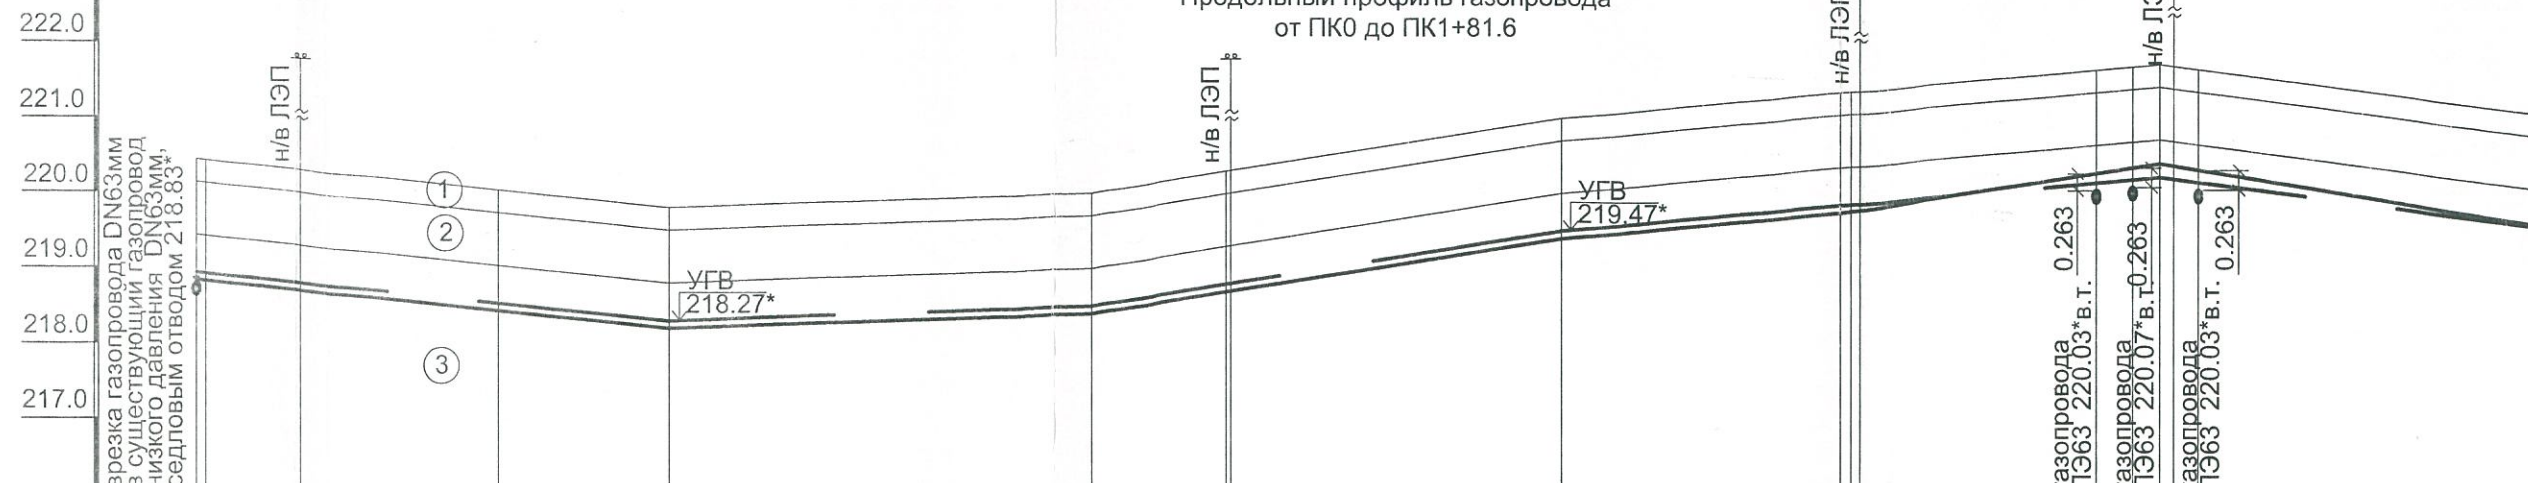 Продольный профиль газопровода
от ПК0 до ПК1+81.6
222.0
221.0
220.0
219.0
218.0
217.0
врезка газопровода DN63мм
в существующий газопровод
низкого давления DN63мм,
седловым отводом 218.83*
н/в ЛЭП
1
2
3
УГВ
218.27*
н/в ЛЭП
УГВ
219.47*
н/в ЛЭП
н/в ЛЭ
0.263
0.263
0.263
газопровода
ПЭ63 220.03*в.т.
газопровода
ПЭ63 220.07*в.т.
газопровода
ПЭ63 220.03*в.т.